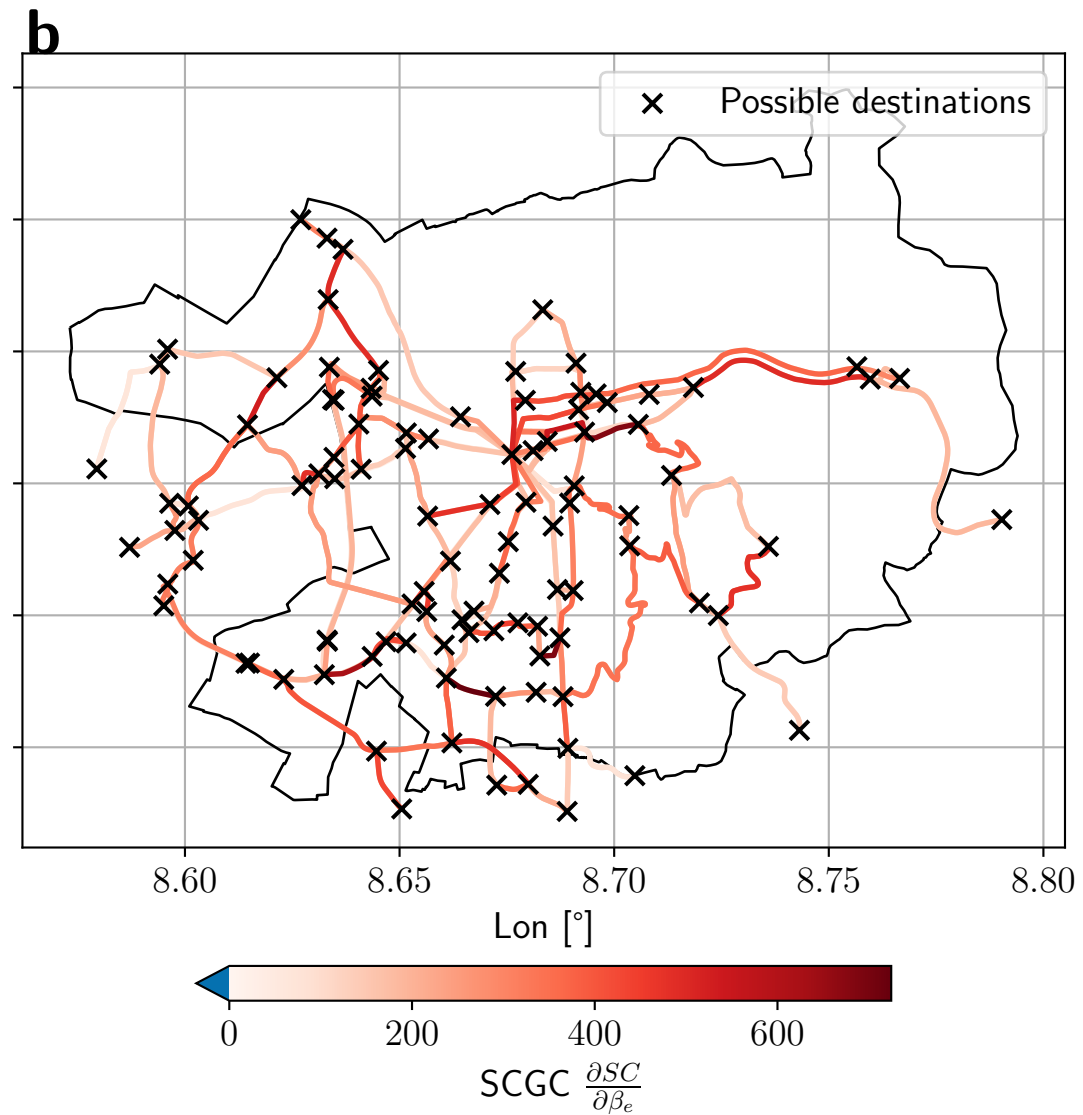 b
Possible destinations
8.60 8.65 8.70 8.75 8.80
Lon [°]
0 200 400 600
SCGC ∂SC/∂βₑ